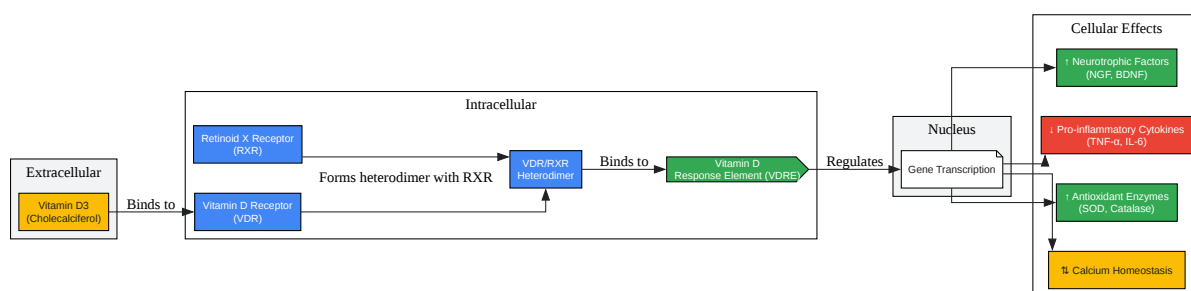 Extracellular
Vitamin D3
(Cholecalciferol)
Binds to
Intracellular
Retinoid X Receptor
(RXR)
Forms heterodimer with RXR
Vitamin D Receptor
(VDR)
VDR/RXR
Heterodimer
Binds to
Vitamin D
Response Element (VDRE)
Regulates
Nucleus
Gene Transcription
Cellular Effects
↑ Neurotrophic Factors
(NGF, BDNF)
↓ Pro-inflammatory Cytokines
(TNF-α, IL-6)
↑ Antioxidant Enzymes
(SOD, Catalase)
⇅ Calcium Homeostasis